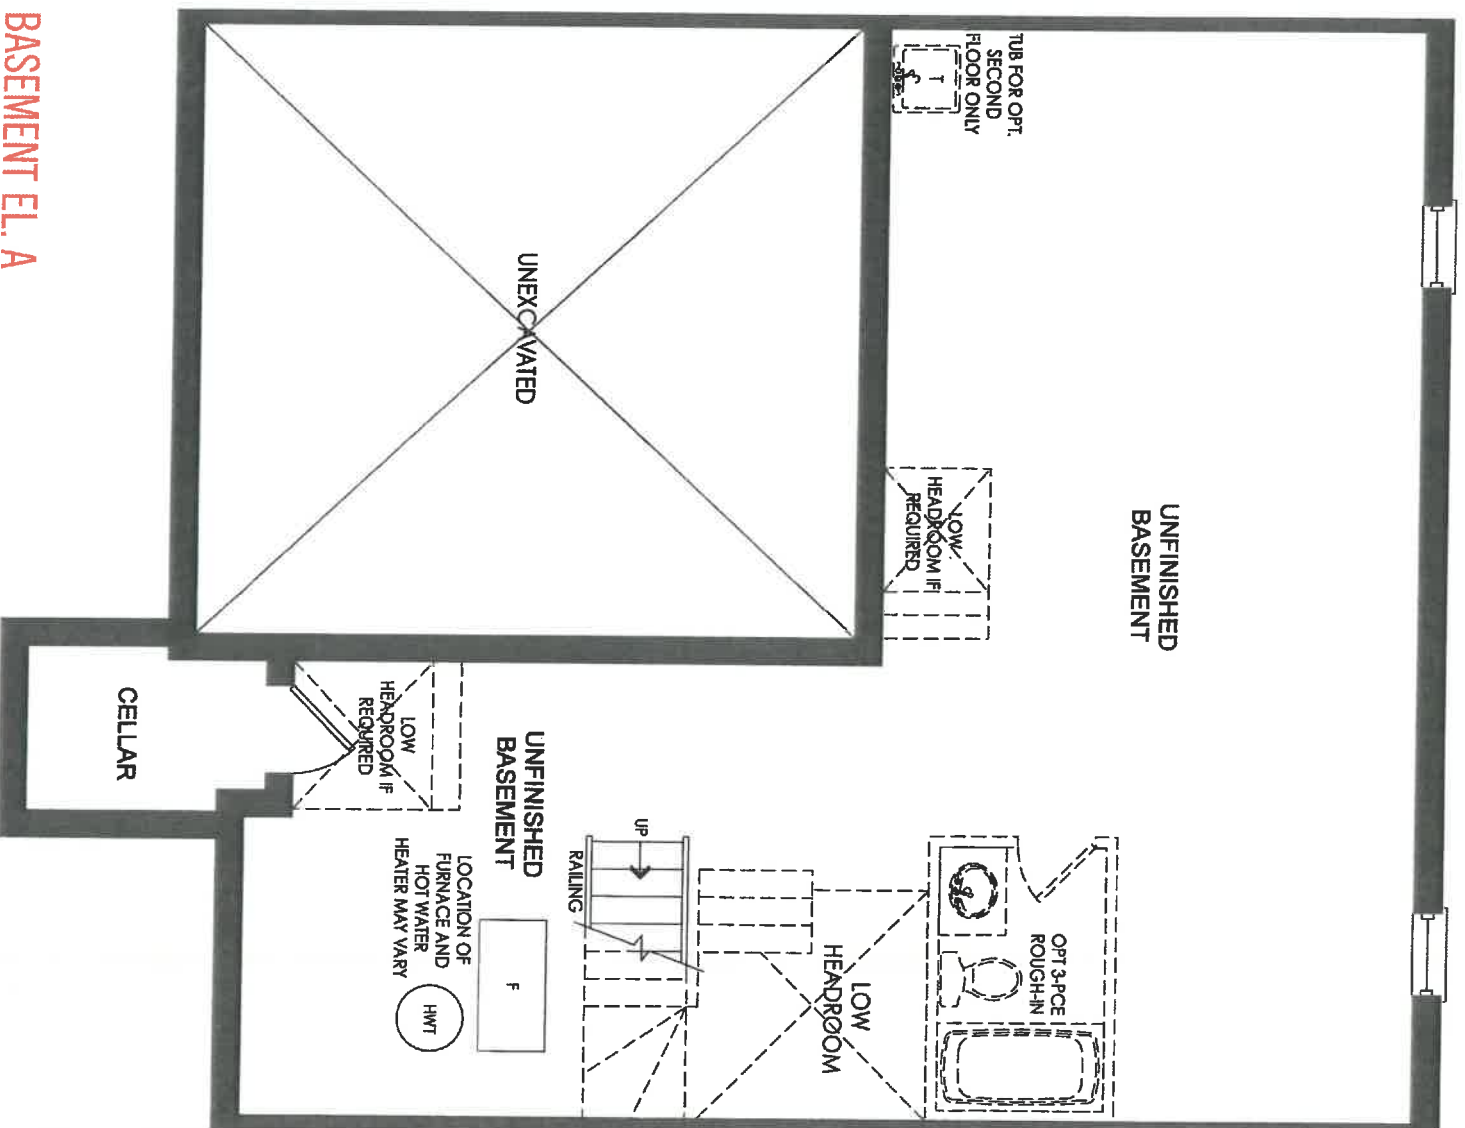 BASEMENT EL. A
TUB FOR OPT.
SECOND
FLOOR ONLY
T
UNEXCAVATED
UNFINISHED
BASEMENT
LOW
HEADROOM IF
REQUIRED
CELLAR
LOW
HEADROOM IF
REQUIRED
UNFINISHED
BASEMENT
UP
RAILING
LOCATION OF
FURNACE AND
HOT WATER
HEATER MAY VARY
HWT
F
LOW
HEADROOM
OPT 3-PCE
ROUGH-IN